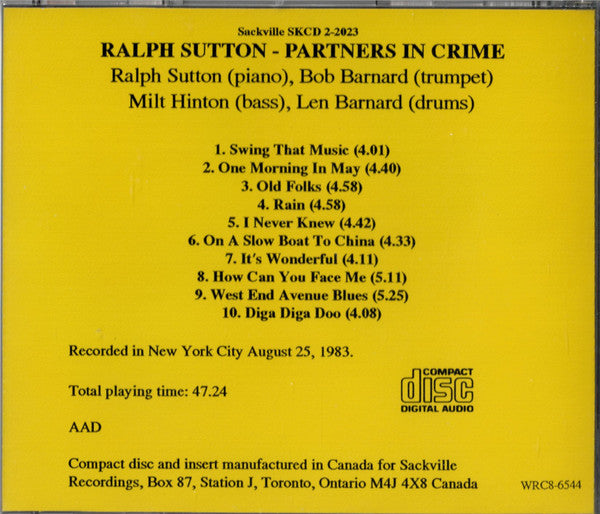 Sackville SKCD 2-2023
RALPH SUTTON - PARTNERS IN CRIME
Ralph Sutton (piano), Bob Barnard (trumpet)
Milt Hinton (bass), Len Barnard (drums)
1. Swing That Music (4.01)
2. One Morning In May (4.40)
3. Old Folks (4.58)
4. Rain (4.58)
5. I Never Knew (4.42)
6. On A Slow Boat To China (4.33)
7. It's Wonderful (4.11)
8. How Can You Face Me (5.11)
9. West End Avenue Blues (5.25)
10. Diga Diga Doo (4.08)
Recorded in New York City August 25, 1983.
Total playing time: 47.24
COMPACT
disc
DIGITAL AUDIO
AAD
Compact disc and insert manufactured in Canada for Sackville
Recordings, Box 87, Station J, Toronto, Ontario M4J 4X8 Canada
WRC8-6544